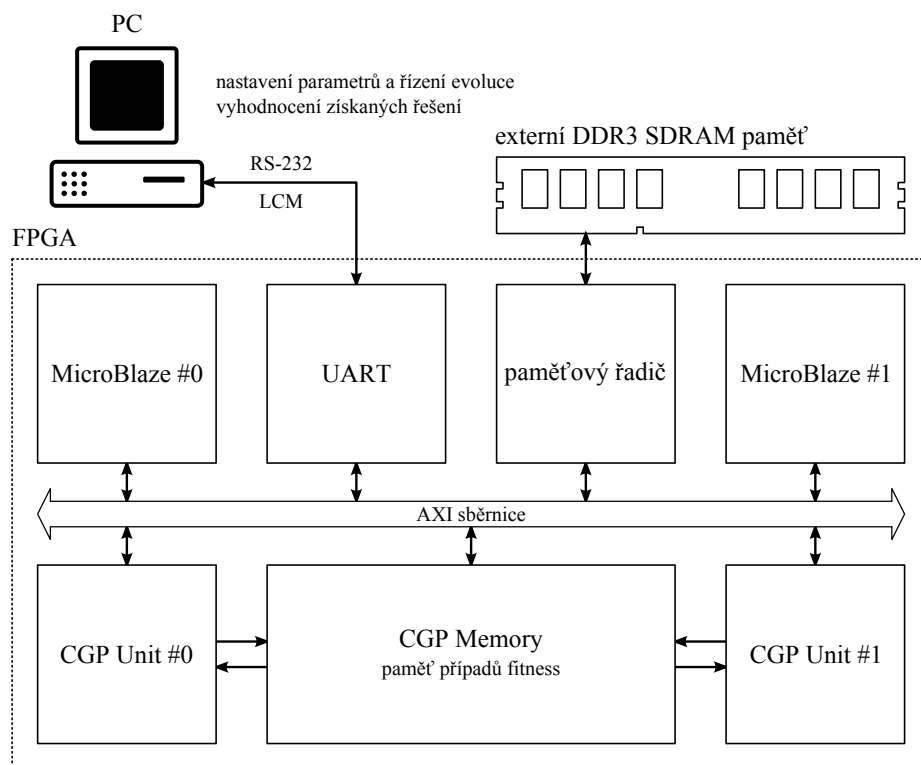 PC
nastavení parametrů a řízení evoluce
vyhodnocení získaných řešení
externí DDR3 SDRAM paměť
RS-232
LCM
FPGA
MicroBlaze #0
UART
paměťový řadič
MicroBlaze #1
AXI sběrnice
CGP Unit #0
CGP Memory
paměť případů fitness
CGP Unit #1